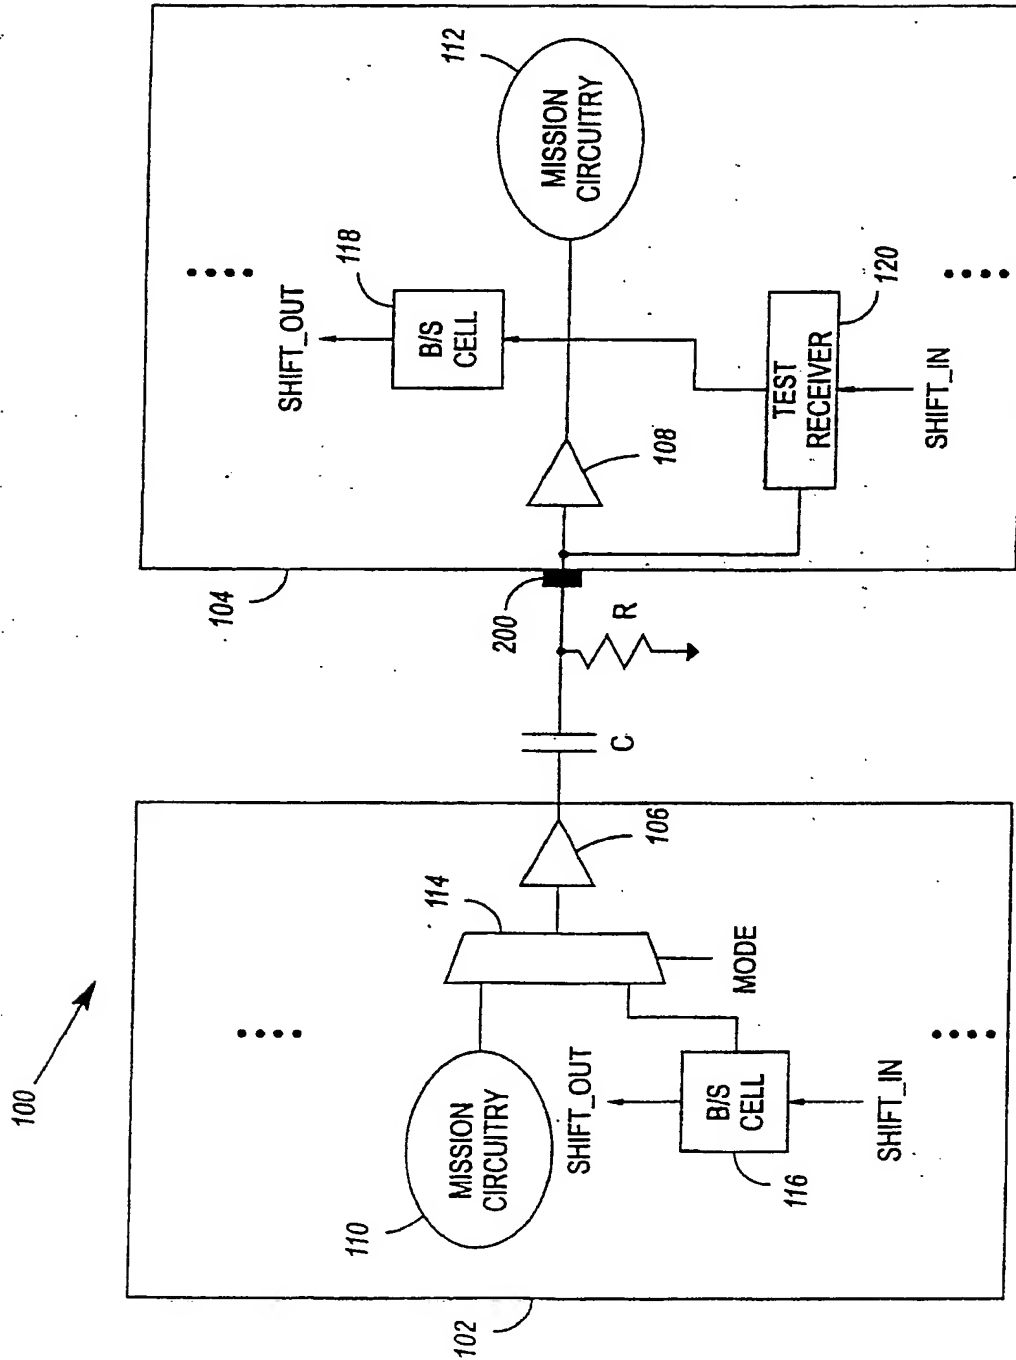 100
102
110
MISSION
CIRCUITRY
SHIFT_OUT
B/S
CELL
116
SHIFT_IN
114
MODE
106
C
R
200
104
108
SHIFT_OUT
118
B/S
CELL
112
MISSION
CIRCUITRY
TEST
RECEIVER
120
SHIFT_IN